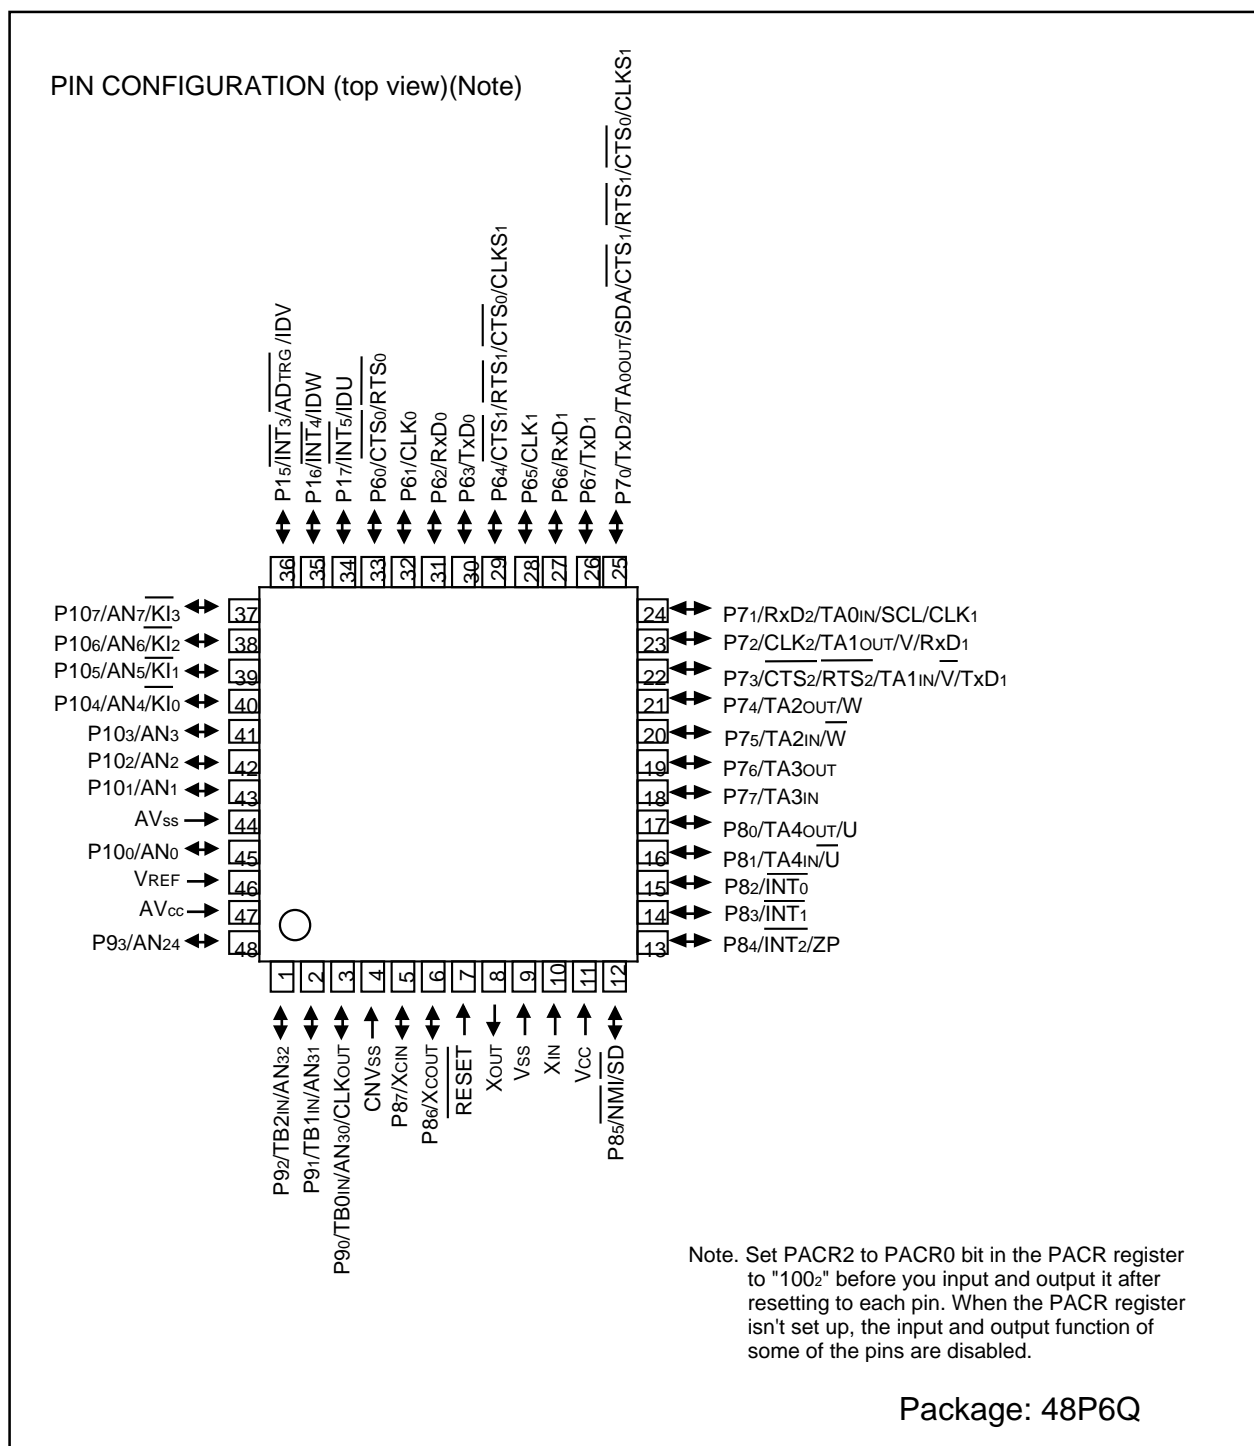 PIN CONFIGURATION (top view)(Note)
P15/INT3/ADTRG /IDV
P16/INT4/IDW
P17/INT5/IDU
P60/CTS0/RTS0
P61/CLK0
P62/RxD0
P63/TxD0
P64/CTS1/RTS1/CTS0/CLKS1
P65/CLK1
P66/RxD1
P67/TxD1
P70/TxD2/TA0OUT/SDA/CTS1/RTS1/CTS0/CLKS1
36 35 34 33 32 31 30 29 28 27 26 25
P107/AN7/KI3 37
P106/AN6/KI2 38
P105/AN5/KI1 39
P104/AN4/KI0 40
P103/AN3 41
P102/AN2 42
P101/AN1 43
AVss 44
P100/AN0 45
VREF 46
AVcc 47
P93/AN24 48
24 P71/RxD2/TA0IN/SCL/CLK1
23 P72/CLK2/TA1OUT/V/RxD1
22 P73/CTS2/RTS2/TA1IN/V/TxD1
21 P74/TA2OUT/W
20 P75/TA2IN/W
19 P76/TA3OUT
18 P77/TA3IN
17 P80/TA4OUT/U
16 P81/TA4IN/U
15 P82/INT0
14 P83/INT1
13 P84/INT2/ZP
1 2 3 4 5 6 7 8 9 10 11 12
P92/TB2IN/AN32
P91/TB1IN/AN31
P90/TB0IN/AN30/CLKOUT
CNVss
P87/XCIN
P86/XCOUT
RESET
XOUT
Vss
XIN
Vcc
P85/NMI/SD
Note. Set PACR2 to PACR0 bit in the PACR register
to "1002" before you input and output it after
resetting to each pin. When the PACR register
isn't set up, the input and output function of
some of the pins are disabled.
Package: 48P6Q